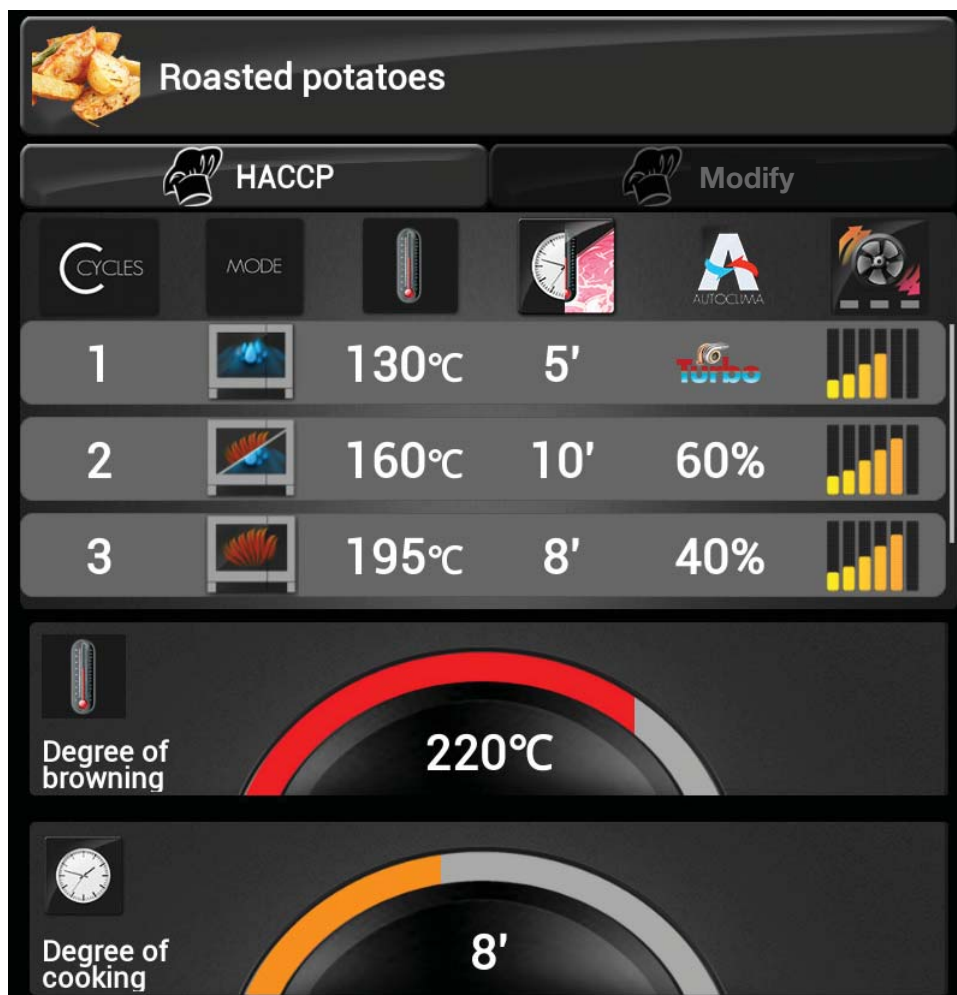 Roasted potatoes
HACCP Modify
CYCLES MODE AUTOCLIMA
1 130°C 5' Turbo
2 160°C 10' 60%
3 195°C 8' 40%
220°C
Degree of
browning
8'
Degree of
cooking